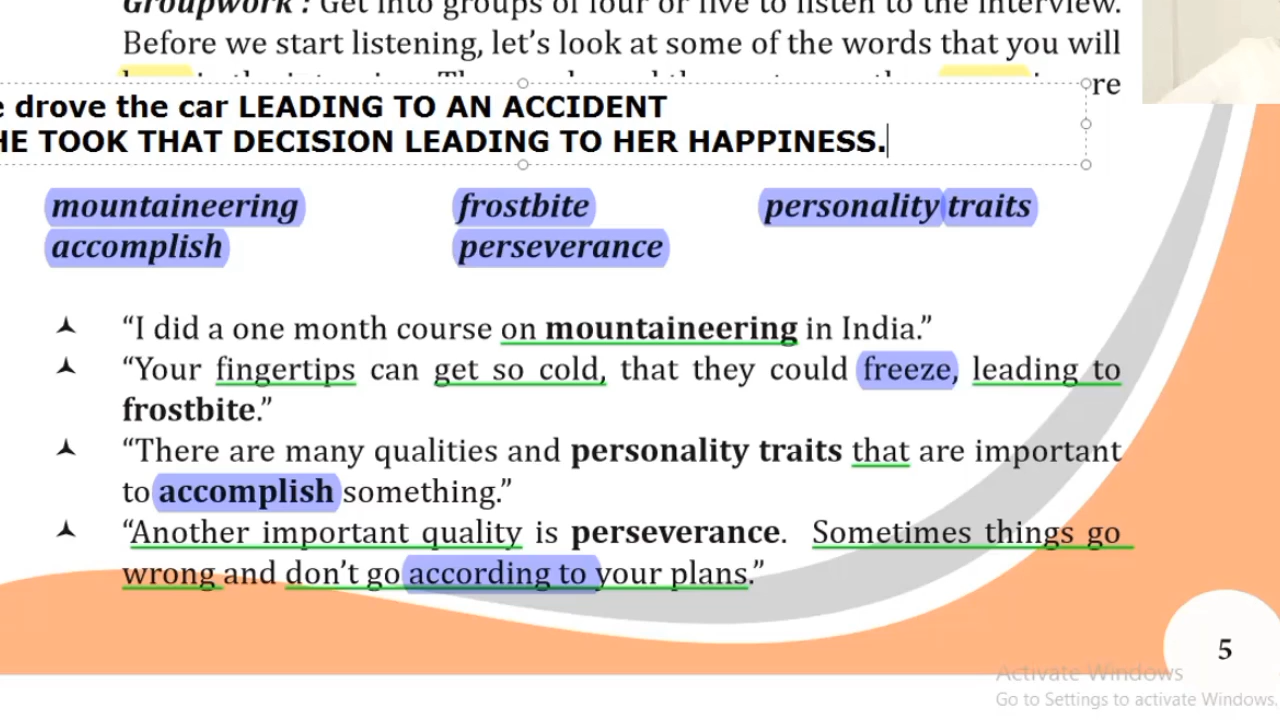 Groupwork : Get into groups of four or five to listen to the interview.
Before we start listening, let's look at some of the words that you will
drove the car LEADING TO AN ACCIDENT
TOOK THAT DECISION LEADING TO HER HAPPINESS.
mountaineering frostbite personality traits
accomplish perseverance
“I did a one month course on mountaineering in India.”
“Your fingertips can get so cold, that they could freeze, leading to
frostbite.”
“There are many qualities and personality traits that are important
to accomplish something.”
“Another important quality is perseverance. Sometimes things go
wrong and don’t go according to your plans.”
5
Activate Windows
Go to Settings to activate Windows.